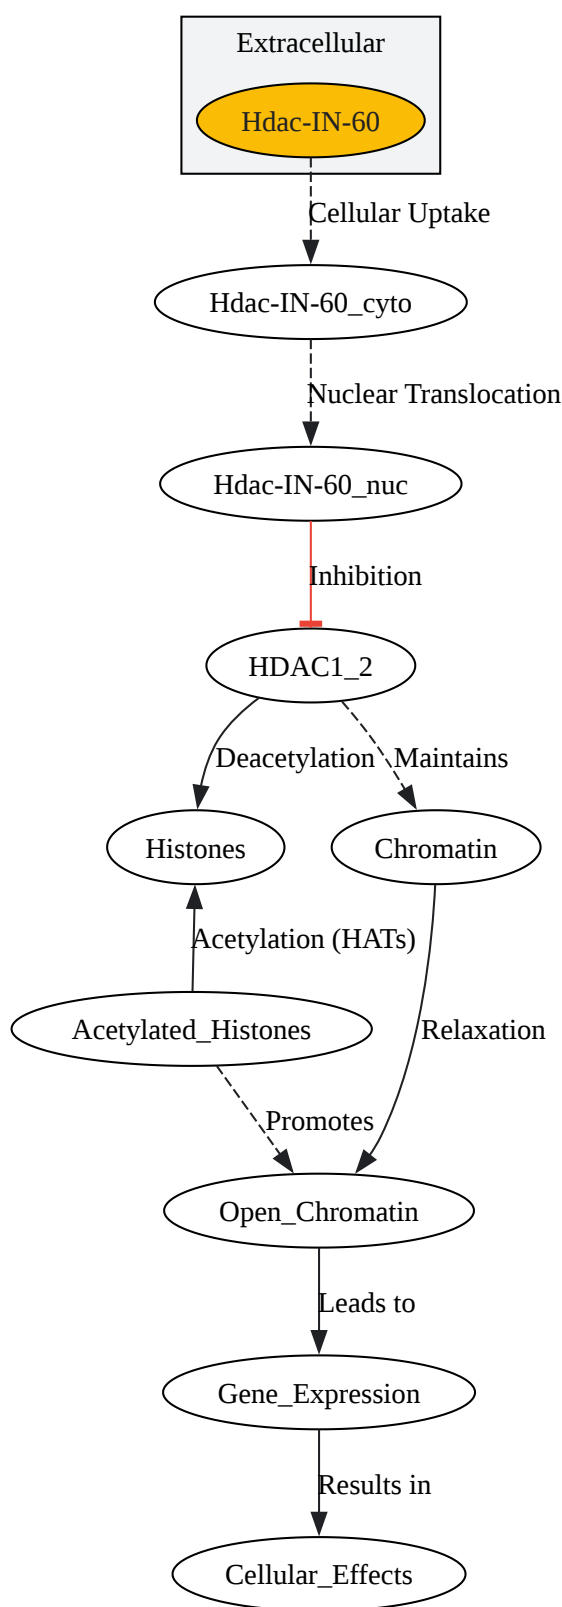 Extracellular
Hdac-IN-60
Cellular Uptake
Hdac-IN-60_cyto
Nuclear Translocation
Hdac-IN-60_nuc
Inhibition
HDAC1_2
Deacetylation
Maintains
Histones
Chromatin
Acetylation (HATs)
Acetylated_Histones
Relaxation
Promotes
Open_Chromatin
Leads to
Gene_Expression
Results in
Cellular_Effects